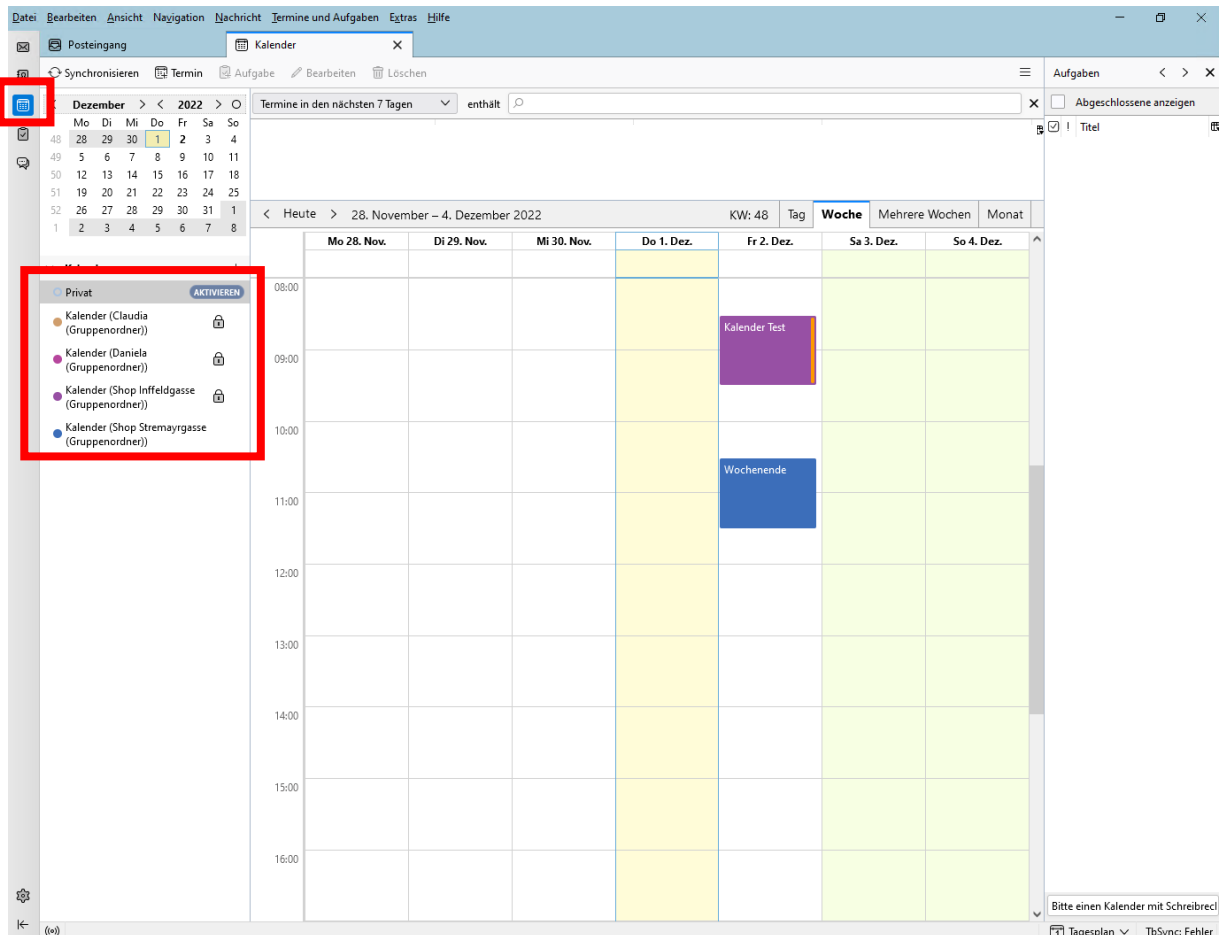 Datei Bearbeiten Ansicht Navigation Nachricht Termine und Aufgaben Extras Hilfe
Posteingang
Kalender
Synchronisieren Termin Aufgabe Bearbeiten Löschen
Dezember 2022
Mo Di Mi Do Fr Sa So
48 28 29 30 1 2 3 4
49 5 6 7 8 9 10 11
50 12 13 14 15 16 17 18
51 19 20 21 22 23 24 25
52 26 27 28 29 30 31 1
1 2 3 4 5 6 7 8
Privat AKTIVIEREN
Kalender (Claudia
(Gruppenordner))
Kalender (Daniela
(Gruppenordner))
Kalender (Shop Inffeldgasse
(Gruppenordner))
Kalender (Shop Stremayrgasse
(Gruppenordner))
Termine in den nächsten 7 Tagen enthält
Heute 28. November – 4. Dezember 2022 KW: 48 Tag Woche Mehrere Wochen Monat
Mo 28. Nov. Di 29. Nov. Mi 30. Nov. Do 1. Dez. Fr 2. Dez. Sa 3. Dez. So 4. Dez.
08:00
Kalender Test
09:00
10:00
Wochenende
11:00
12:00
13:00
14:00
15:00
16:00
Aufgaben
Abgeschlossene anzeigen
! Titel
Bitte einen Kalender mit
Tagesplan TbSync: Fehler